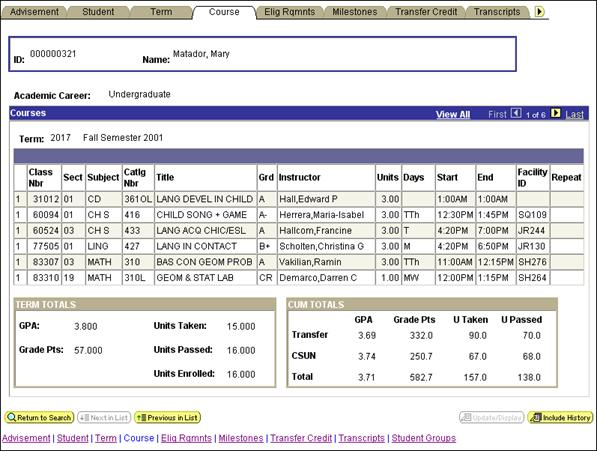 Advisement Student Term Course Elig Rqmnts Milestones Transfer Credit Transcripts
ID: 000000321 Name: Matador, Mary
Academic Career: Undergraduate
Courses View All First 1 of 6 Last
Term: 2017 Fall Semester 2001
Class Nbr Sect Subject Catlg Nbr Title Grd Instructor Units Days Start End Facility ID Repeat
1 31012 01 CD 361OL LANG DEVEL IN CHILD A Hall,Edward P 3.00 1:00AM 1:00AM
1 60094 01 CH S 416 CHILD SONG + GAME A- Herrera,Maria-Isabel 3.00 TTh 12:30PM 1:45PM SQ109
1 60524 03 CH S 433 LANG ACQ CHIC/ESL A Hallcom,Francine 3.00 T 4:20PM 7:00PM JR244
1 77505 01 LING 427 LANG IN CONTACT B+ Scholten,Christina G 3.00 M 4:20PM 6:50PM JR130
1 83307 03 MATH 310 BAS CON GEOM PROB A Vakilian,Ramin 3.00 TTh 11:00AM 12:15PM SH276
1 83310 19 MATH 310L GEOM & STAT LAB CR Demarco,Darren C 1.00 MW 12:00PM 1:15PM SH264
TERM TOTALS
GPA: 3.800 Units Taken: 15.000
Grade Pts: 57.000 Units Passed: 16.000
Units Enrolled: 16.000
CUM TOTALS
GPA Grade Pts U Taken U Passed
Transfer 3.69 332.0 90.0 70.0
CSUN 3.74 250.7 67.0 68.0
Total 3.71 582.7 157.0 138.0
Return to Search Next in List Previous in List Update/Display Include History
Advisement | Student | Term | Course | Elig Rqmnts | Milestones | Transfer Credit | Transcripts | Student Groups